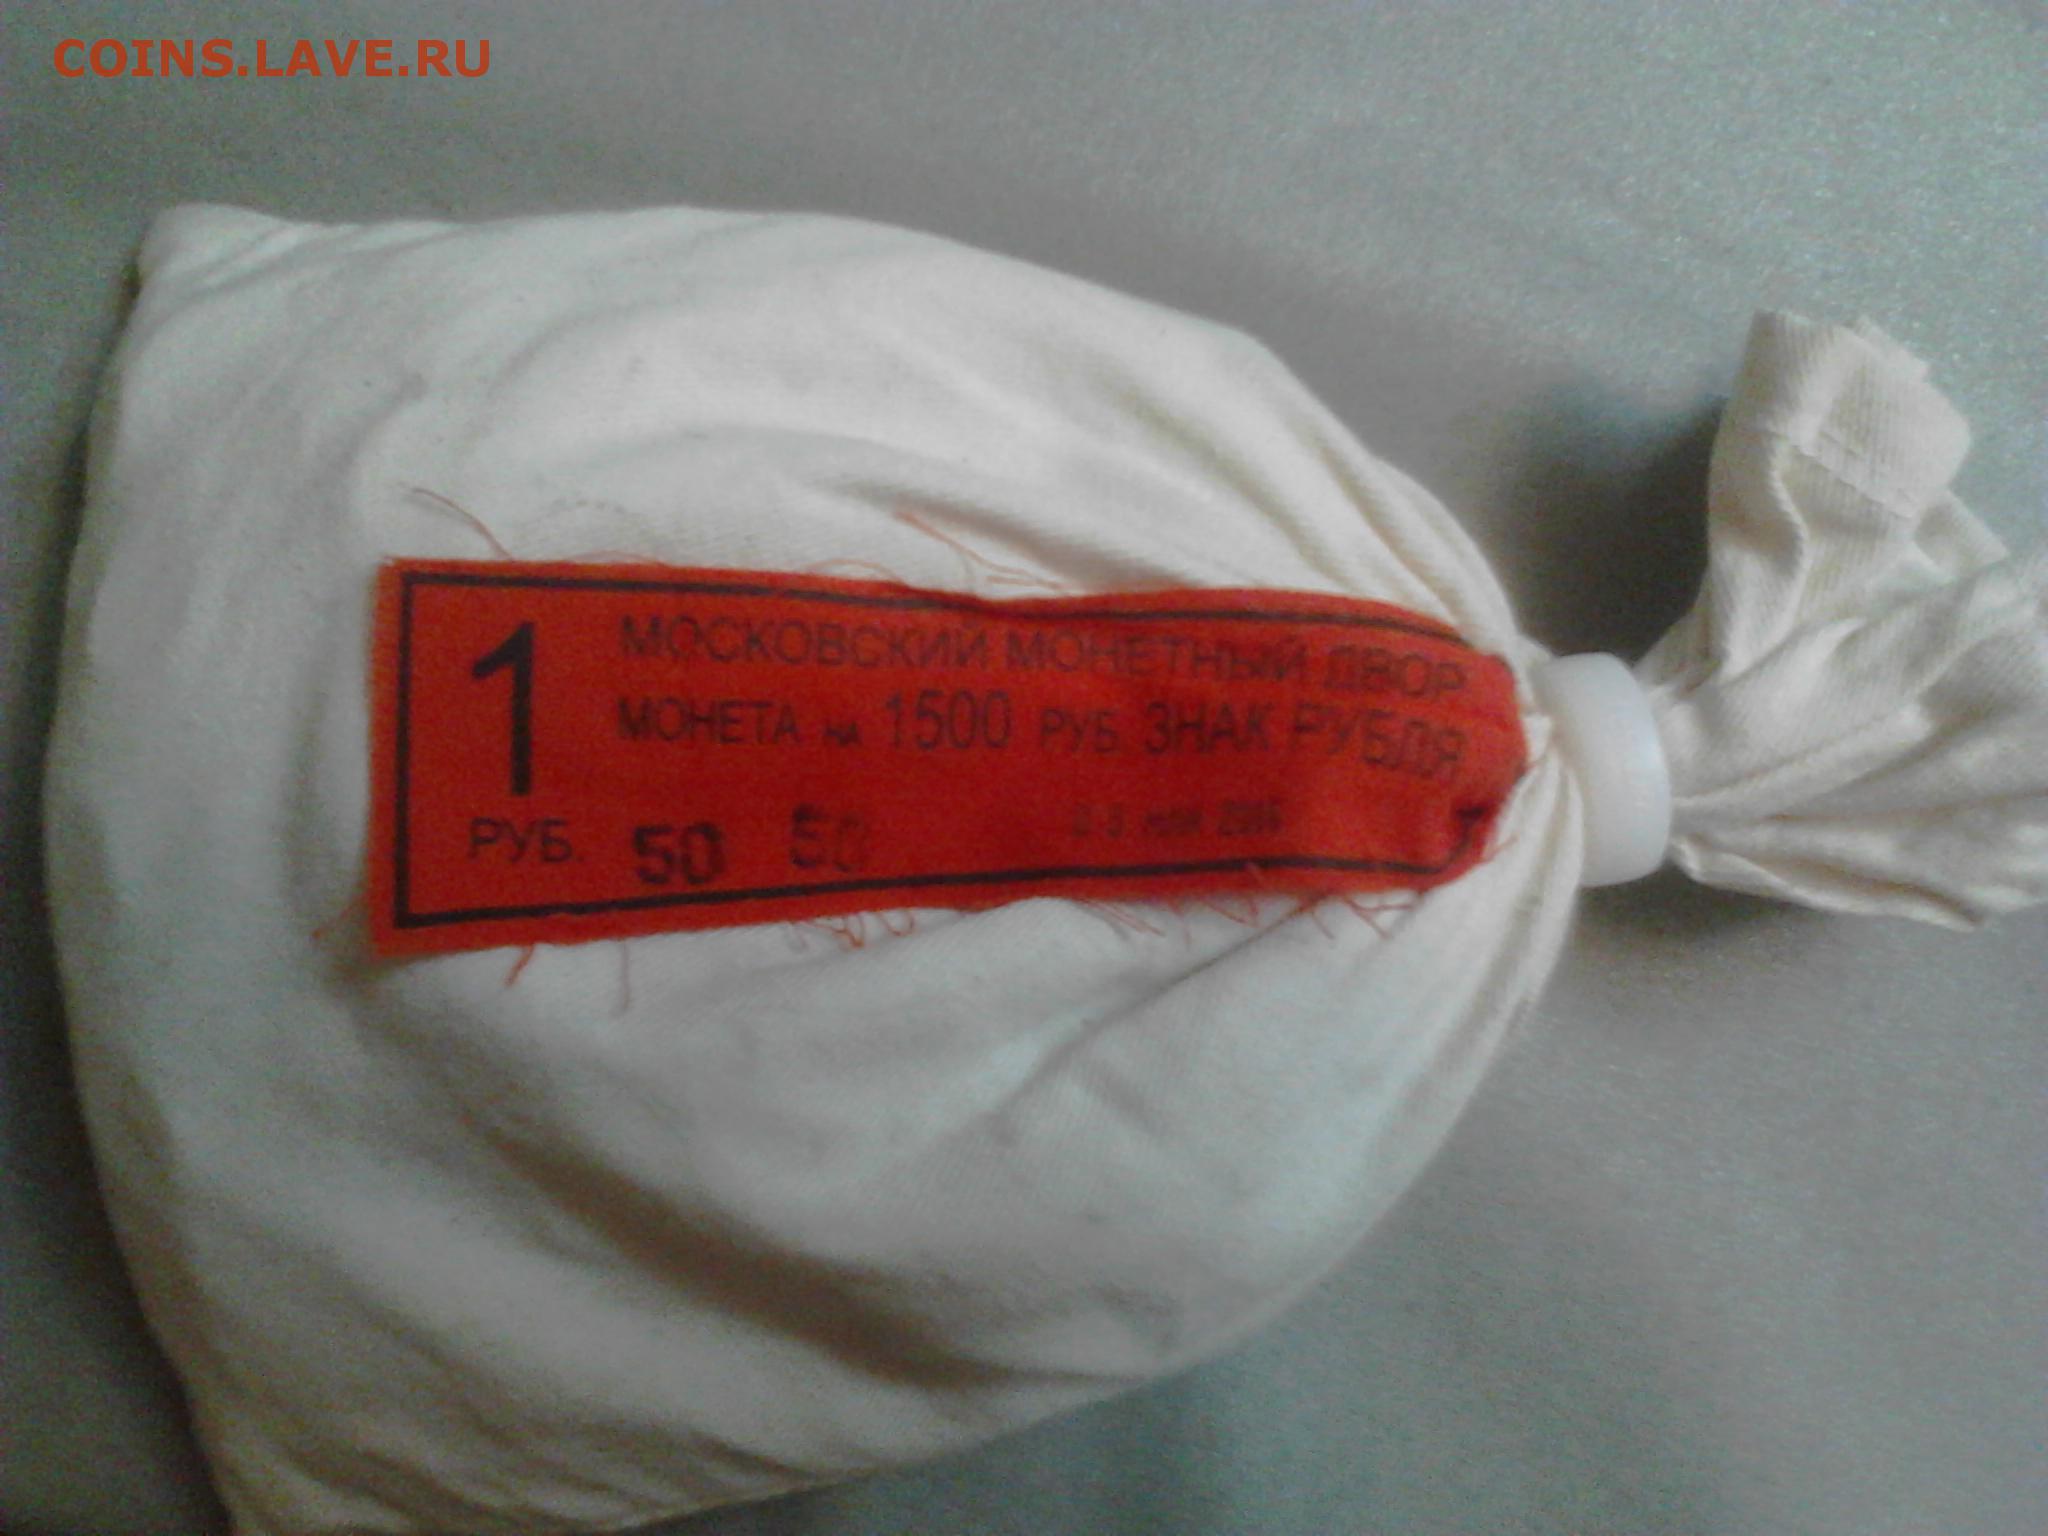 COINS.LAVE.RU
1 РУБ.
МОСКОВСКИЙ МОНЕТНЫЙ ДВОР
МОНЕТА НА 1500 РУБ. ЗНАК РУБЛЯ
50 50